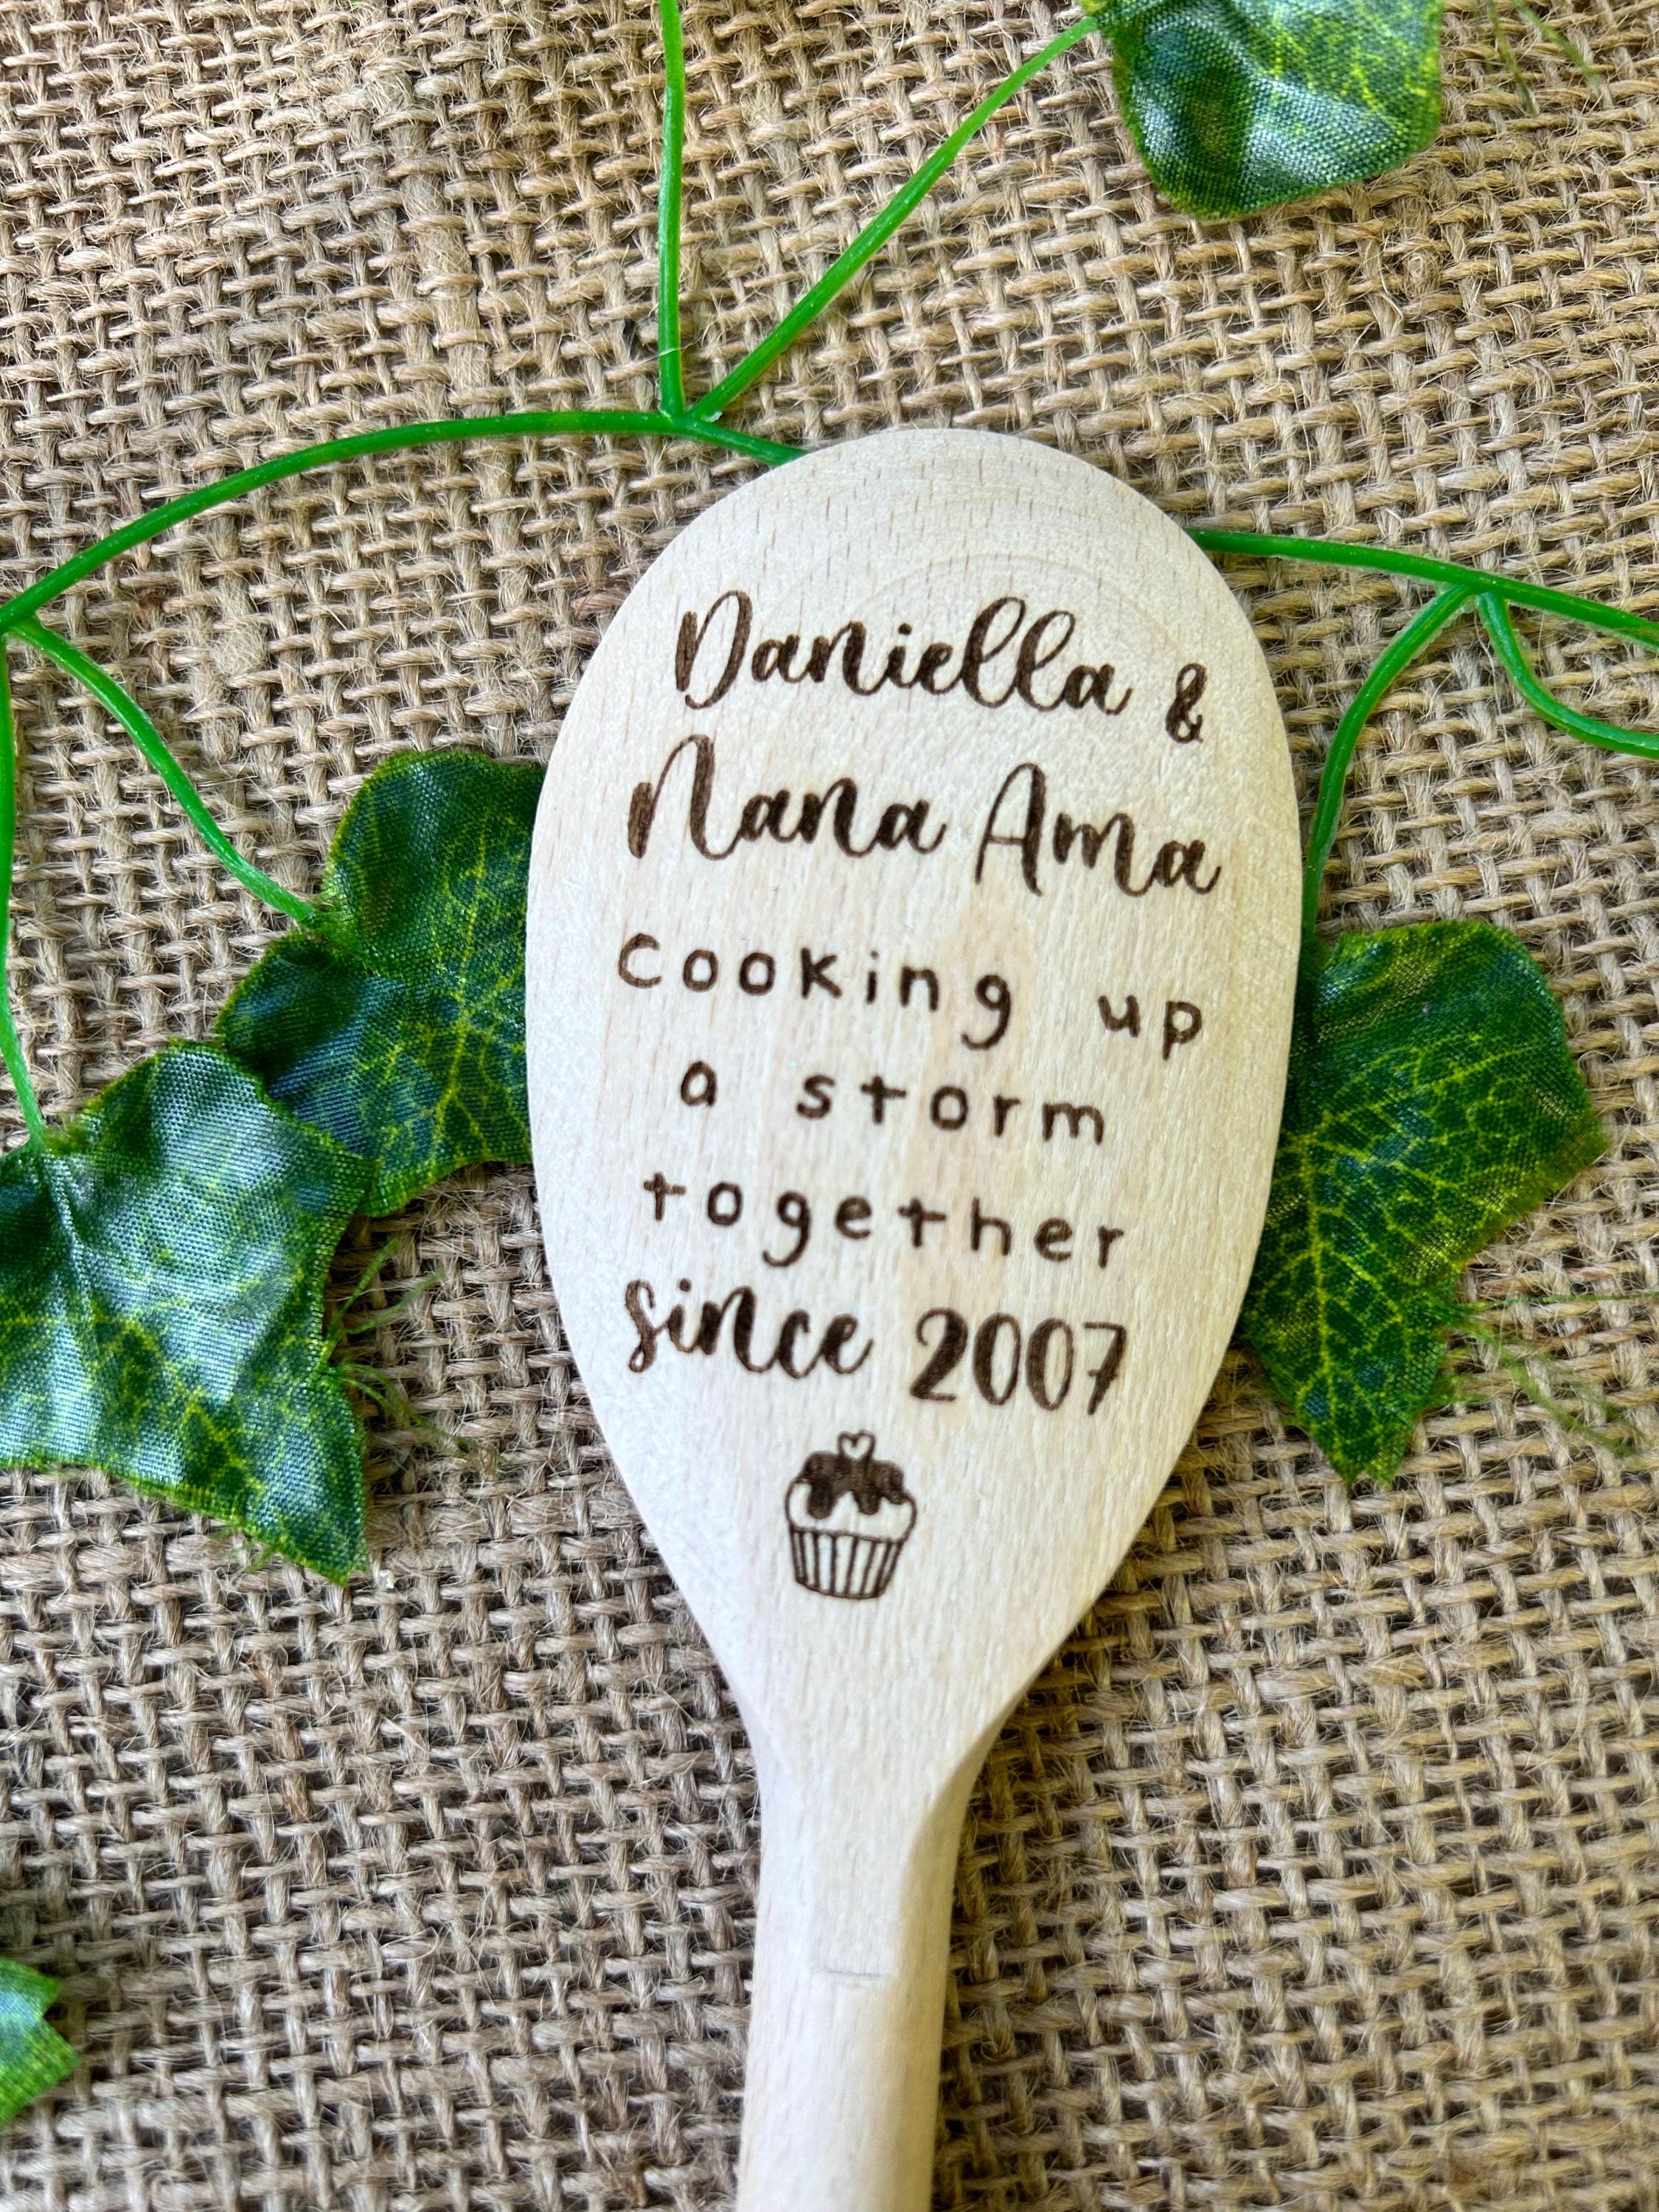 Daniella &
Nana Ama
cooking up
a storm
together
since 2007